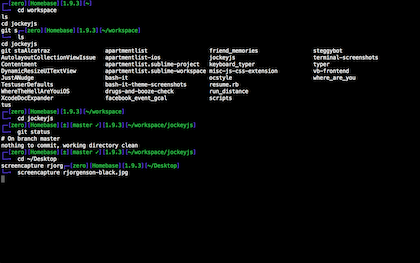 ┌─[zero][Homebase][1.9.3][~]
└─▪ cd workspace
ls
cd jockeyjs
git s┌─[zero][Homebase][1.9.3][~/workspace]
└─▪ ls
cd jockeyjs
git staAlcatraz apartmentlist friend_memories steggybot
AutolayoutCollectionViewIssue apartmentlist-ios jockeyjs terminal-screenshots
Contentment apartmentlist.sublime-project keyboard_typer typer
DynamicResizeUITextView apartmentlist.sublime-workspace misc-js-css-extension vb-frontend
JustANudge bash-it ocstyle where_are_you
TestuserDefaults bash-it-theme-screenshots resume.rb
WhereTheHellAreYouiOS drugs-and-booze-check run_distance
XcodeDocExpander facebook_event_gcal scripts
tus
┌─[zero][Homebase][1.9.3][~/workspace]
└─▪ cd jockeyjs
┌─[zero][Homebase][±][master ✓][1.9.3][~/workspace/jockeyjs]
└─▪ git status
# On branch master
nothing to commit, working directory clean
┌─[zero][Homebase][±][master ✓][1.9.3][~/workspace/jockeyjs]
└─▪ cd ~/Desktop
screencapture rjorg┌─[zero][Homebase][1.9.3][~/Desktop]
└─▪ screencapture rjorgenson-black.jpg